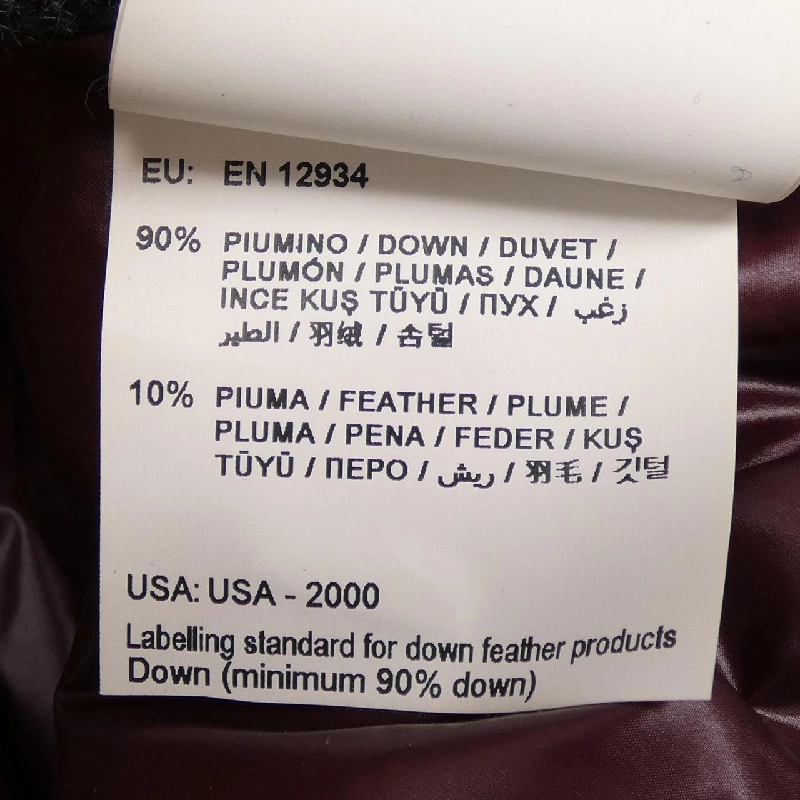 EU: EN 12934
90% PIUMINO / DOWN / DUVET /
PLUMÓN / PLUMAS / DAUNE /
INCE KUŞ TŪYŪ / ПУХ / زغب
الطير / 羽绒 / 솜털
10% PIUMA / FEATHER / PLUME /
PLUMA / PENA / FEDER / KUŞ
TŪYŪ / ПЕРО / ريش / 羽毛 / 깃털
USA: USA - 2000
Labelling standard for down feather products
Down (minimum 90% down)